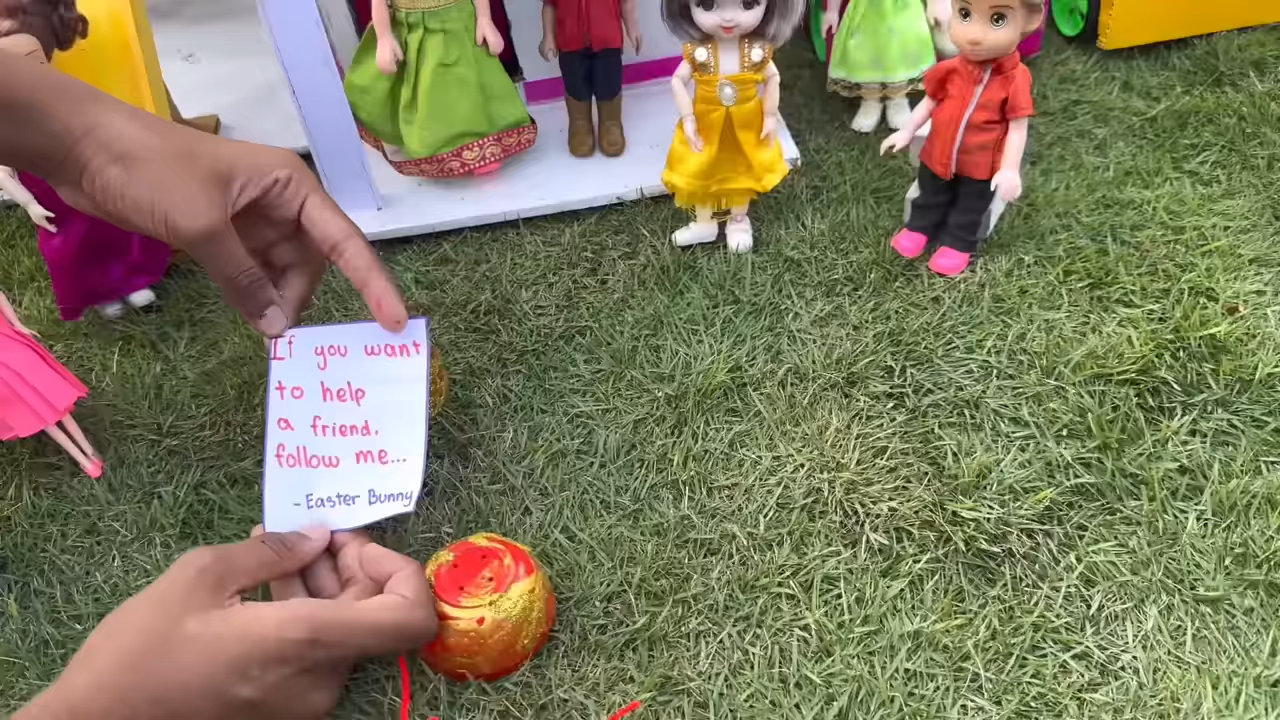 If you want
to help
a friend.
follow me...
-Easter Bunny